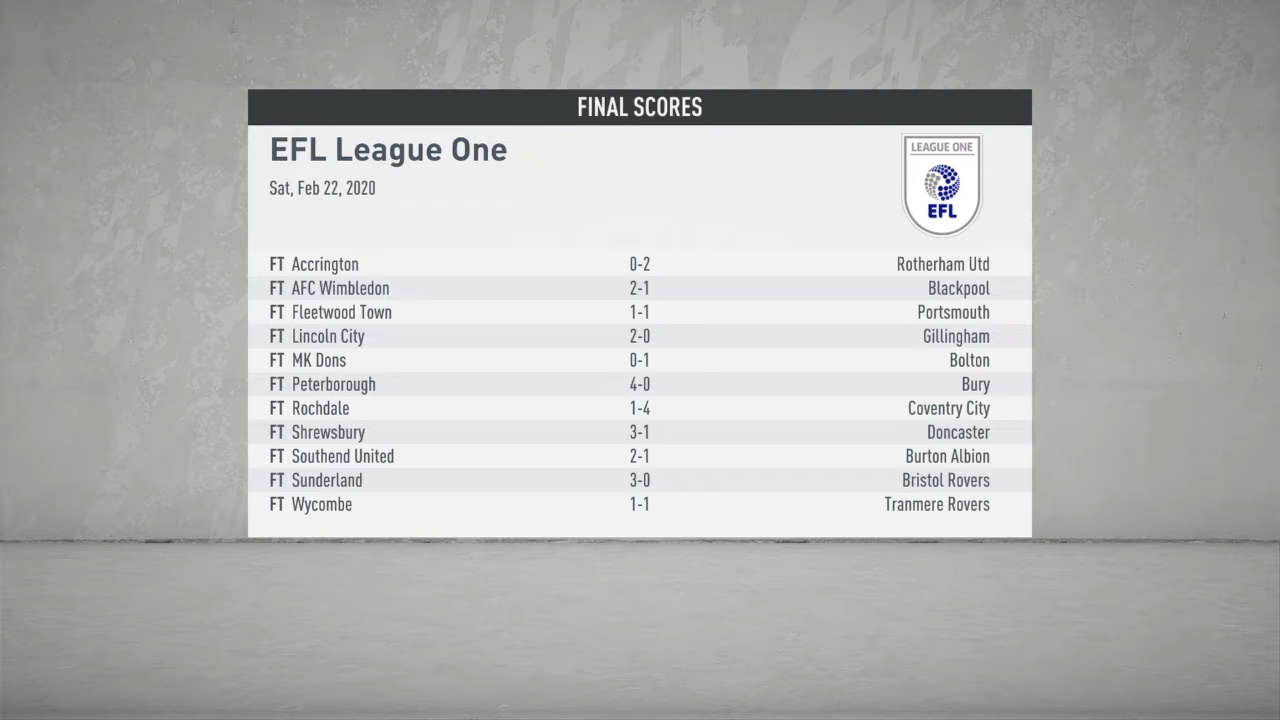 FINAL SCORES
EFL League One
Sat, Feb 22, 2020
LEAGUE ONE
EFL
FT Accrington 0-2 Rotherham Utd
FT AFC Wimbledon 2-1 Blackpool
FT Fleetwood Town 1-1 Portsmouth
FT Lincoln City 2-0 Gillingham
FT MK Dons 0-1 Bolton
FT Peterborough 4-0 Bury
FT Rochdale 1-4 Coventry City
FT Shrewsbury 3-1 Doncaster
FT Southend United 2-1 Burton Albion
FT Sunderland 3-0 Bristol Rovers
FT Wycombe 1-1 Tranmere Rovers